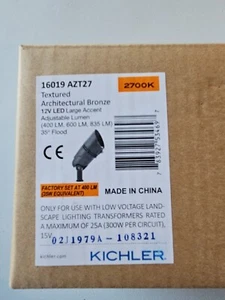 16019 AZT27
2700K
Textured
Architectural Bronze
12V LED Large Accent
Adjustable Lumen
(400 LM, 600 LM, 835 LM)
35° Flood
CE
FACTORY SET AT 400 LM
(20W EQUIVALENT)
MADE IN CHINA
ONLY FOR USE WITH LOW VOLTAGE LAND-
SCAPE LIGHTING TRANSFORMERS RATED
A MAXIMUM OF 25A (300W PER CIRCUIT),
15V.
02J1979A-108321
KICHLER